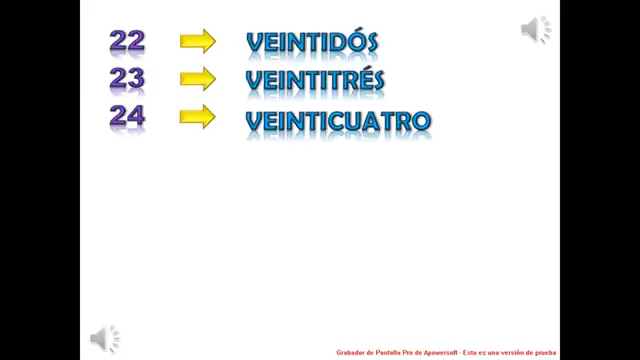 22 VEINTIDÓS
23 VEINTITRÉS
24 VEINTICUATRO
Grabador de Pantalla Pro de Apowersoft - Esta es una versión de prueba